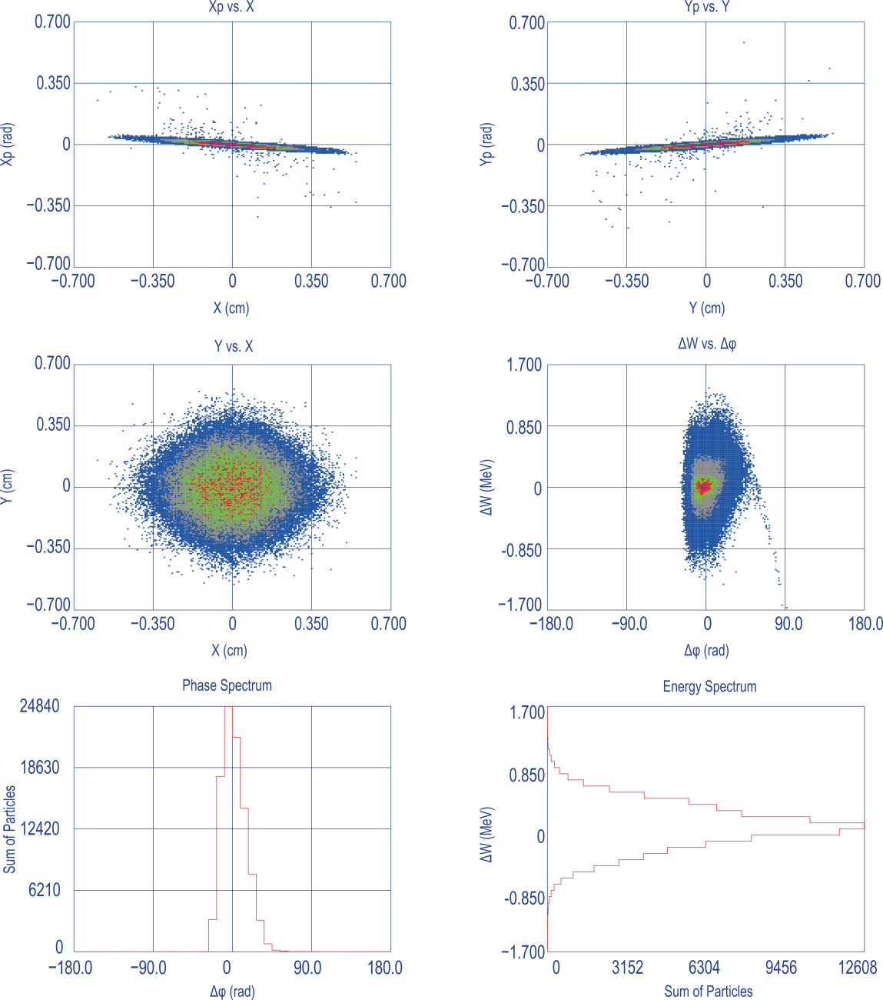 Xp vs. X
0.700
0.350
0
−0.350
−0.700
Xp (rad)
−0.700 −0.350 0 0.350 0.700
X (cm)
Yp vs. Y
0.700
0.350
0
−0.350
−0.700
Yp (rad)
−0.700 −0.350 0 0.350 0.700
Y (cm)
Y vs. X
0.700
0.350
0
−0.350
−0.700
Y (cm)
−0.700 −0.350 0 0.350 0.700
X (cm)
ΔW vs. Δφ
1.700
0.850
0
-0.850
−1.700
ΔW (MeV)
−180.0 −90.0 0 90.0 180.0
Δφ (rad)
Phase Spectrum
24840
18630
12420
6210
0
Sum of Particles
−180.0 −90.0 0 90.0 180.0
Δφ (rad)
Energy Spectrum
1.700
0.850
0
-0.850
−1.700
ΔW (MeV)
0 3152 6304 9456 12608
Sum of Particles